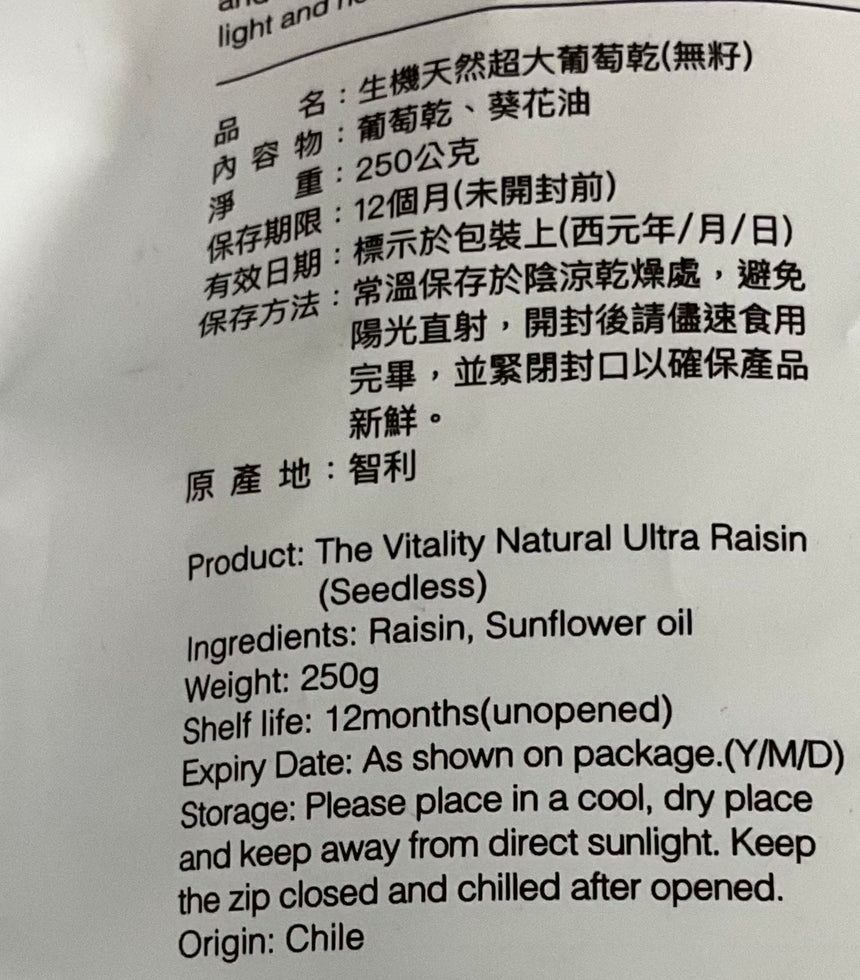 light and
品名：生機天然超大葡萄乾(無籽)
內容物：葡萄乾、葵花油
淨重：250公克
保存期限：12個月(未開封前)
有效日期：標示於包裝上(西元年/月/日)
保存方法：常溫保存於陰涼乾燥處，避免
陽光直射，開封後請儘速食用
完畢，並緊閉封口以確保產品
新鮮。
原產地：智利
Product: The Vitality Natural Ultra Raisin
(Seedless)
Ingredients: Raisin, Sunflower oil
Weight: 250g
Shelf life: 12months(unopened)
Expiry Date: As shown on package.(Y/M/D)
Storage: Please place in a cool, dry place
and keep away from direct sunlight. Keep
the zip closed and chilled after opened.
Origin: Chile